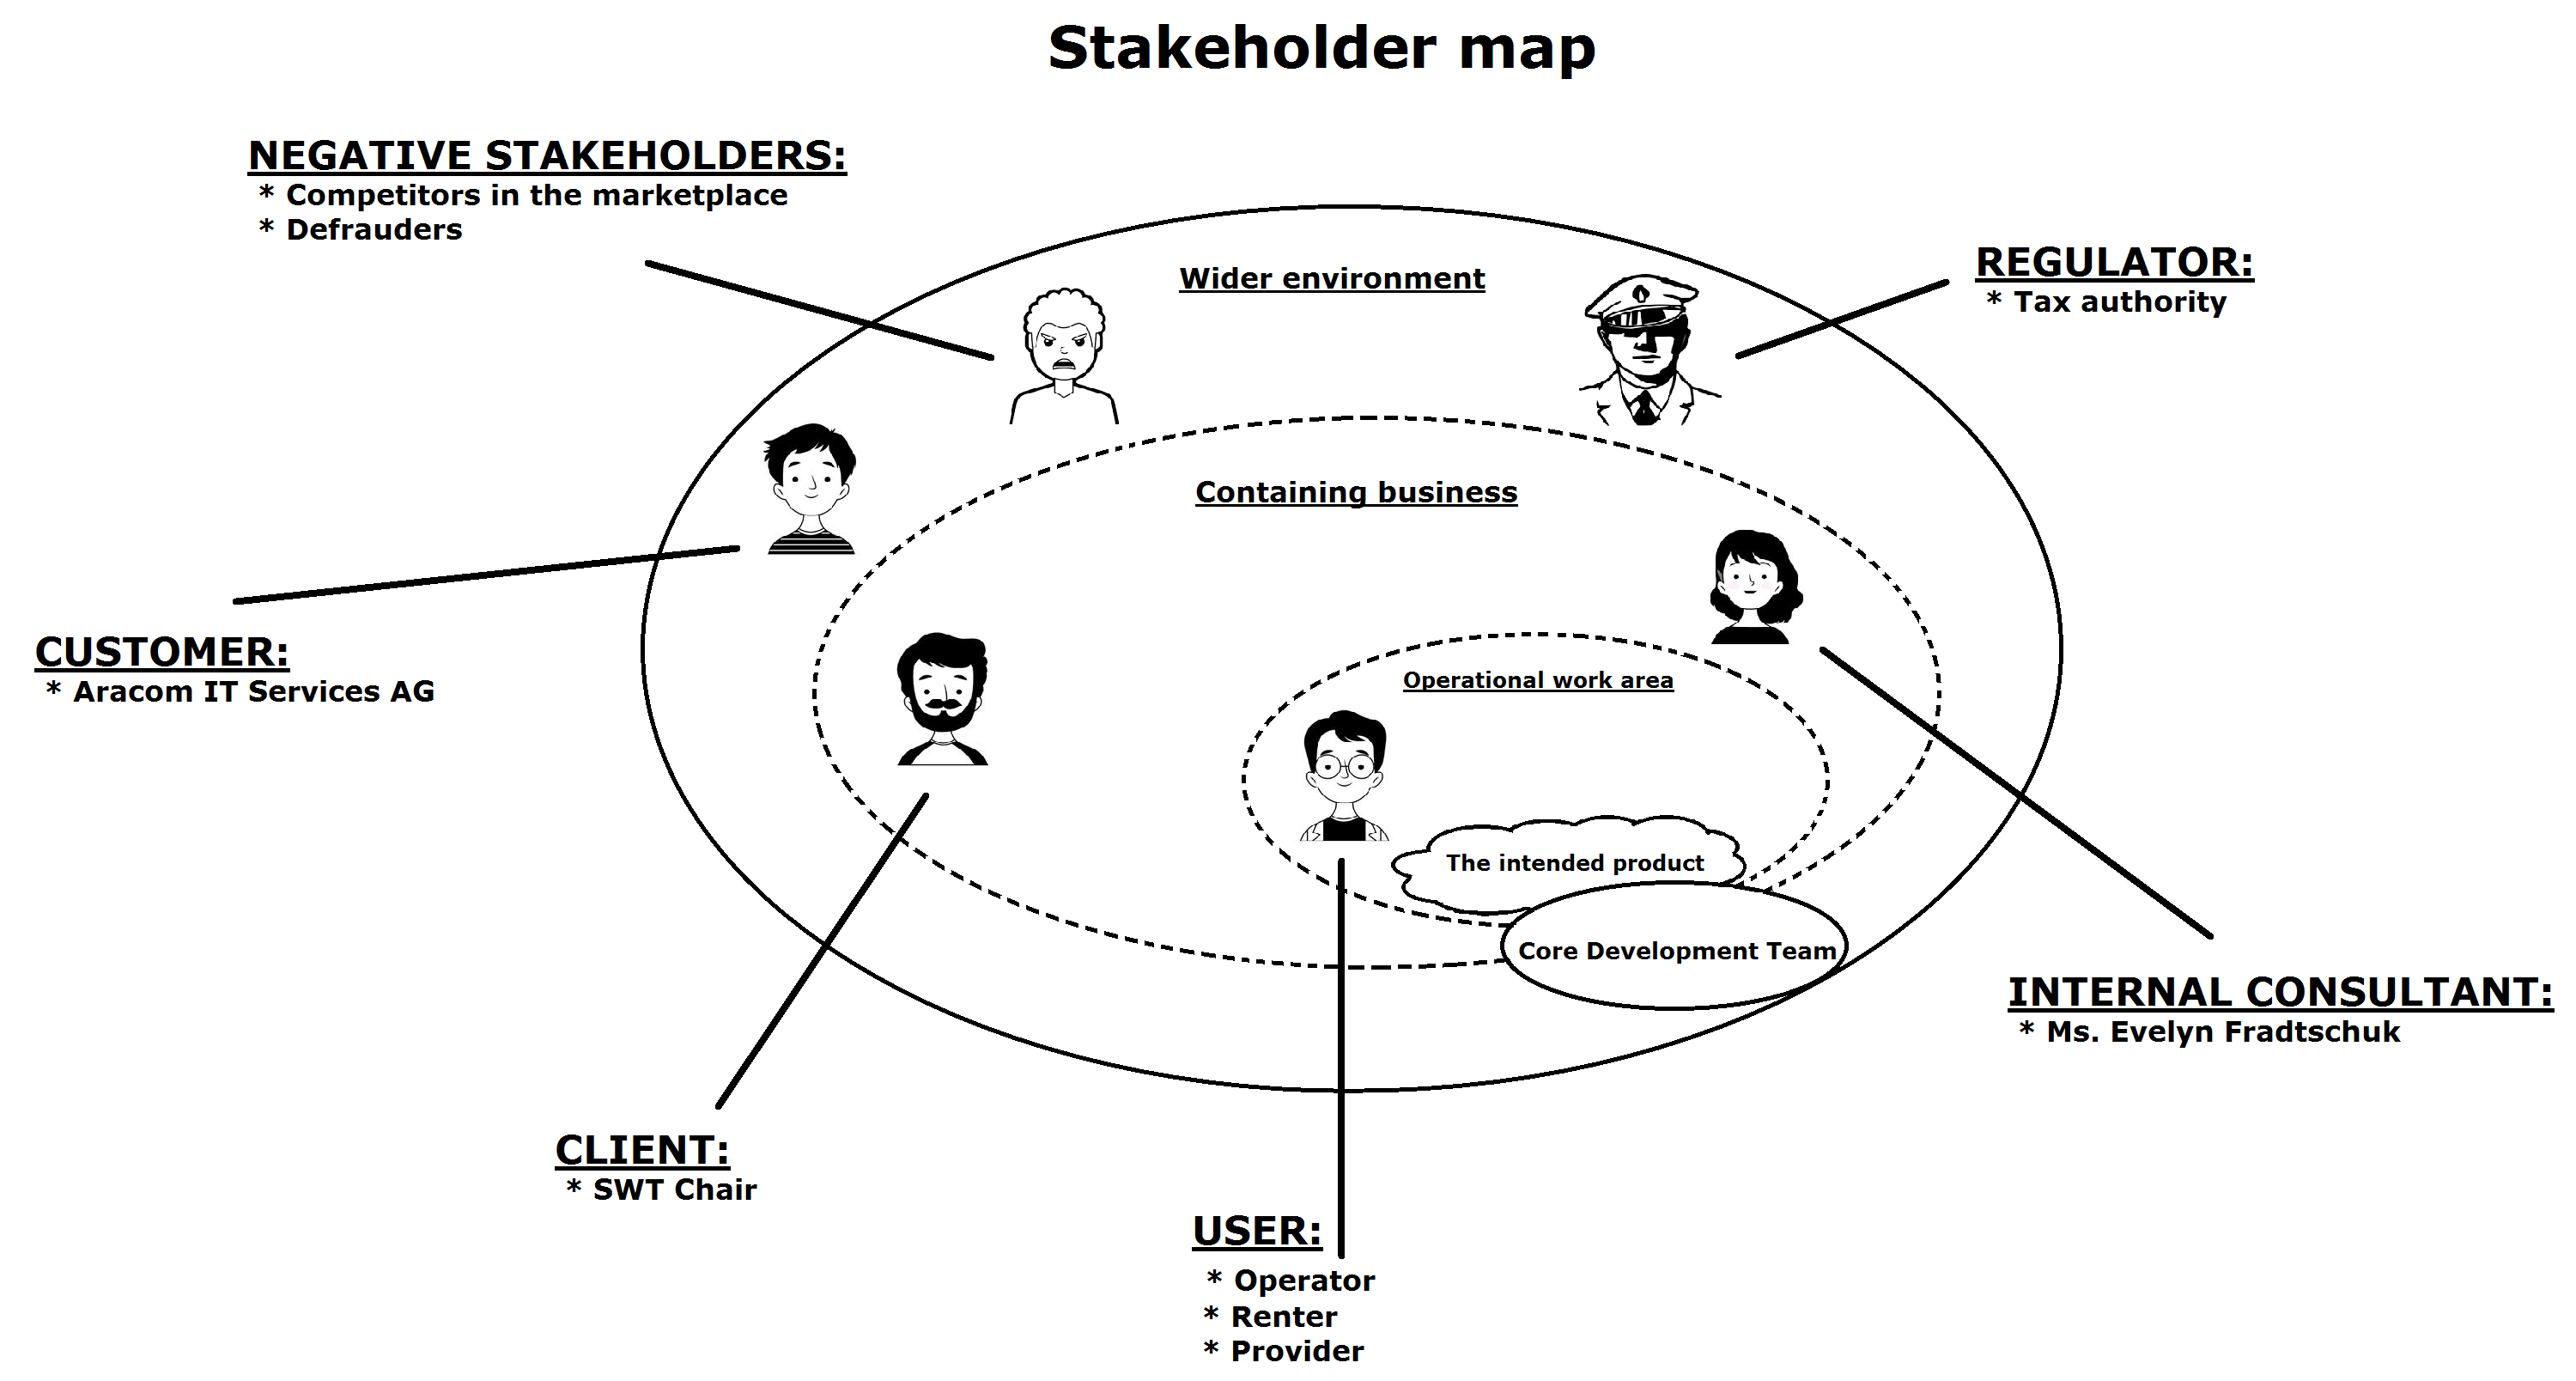 Stakeholder map
NEGATIVE STAKEHOLDERS:
* Competitors in the marketplace
* Defrauders
Wider environment
REGULATOR:
* Tax authority
Containing business
CUSTOMER:
* Aracom IT Services AG
Operational work area
The intended product
Core Development Team
INTERNAL CONSULTANT:
* Ms. Evelyn Fradtschuk
CLIENT:
* SWT Chair
USER:
* Operator
* Renter
* Provider